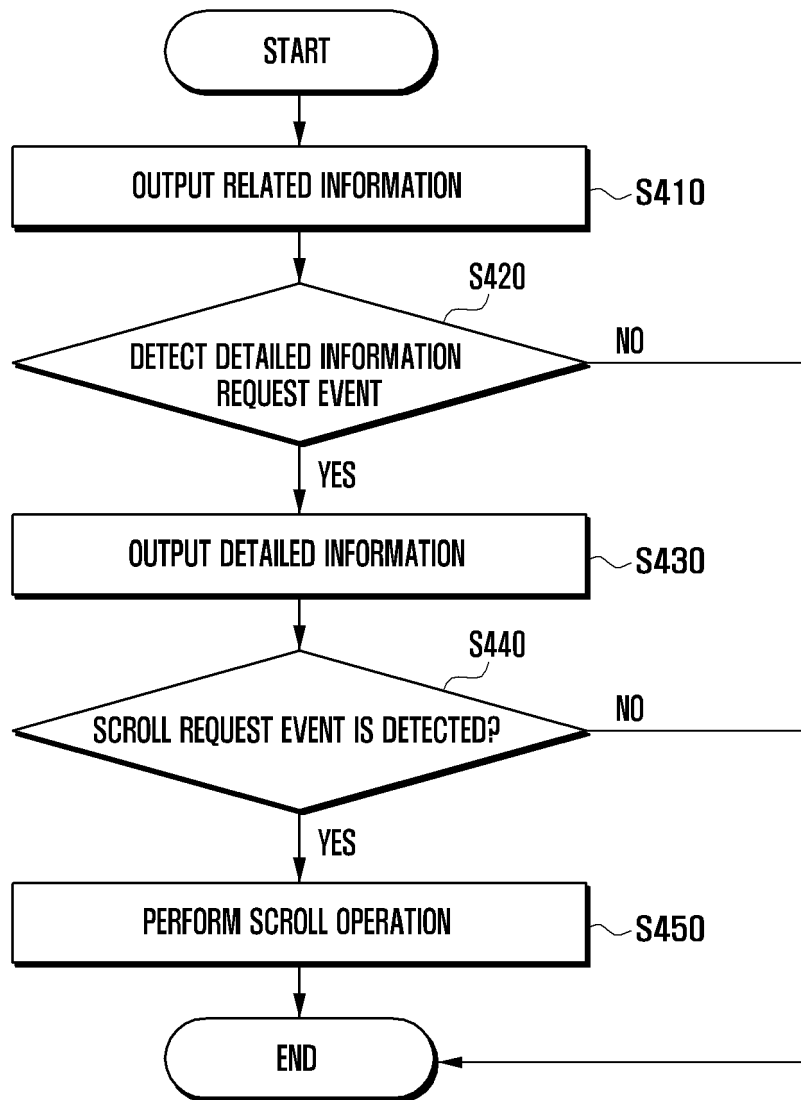 START
OUTPUT RELATED INFORMATION
S410
S420
DETECT DETAILED INFORMATION
REQUEST EVENT
NO
YES
OUTPUT DETAILED INFORMATION
S430
S440
SCROLL REQUEST EVENT IS DETECTED?
NO
YES
PERFORM SCROLL OPERATION
S450
END